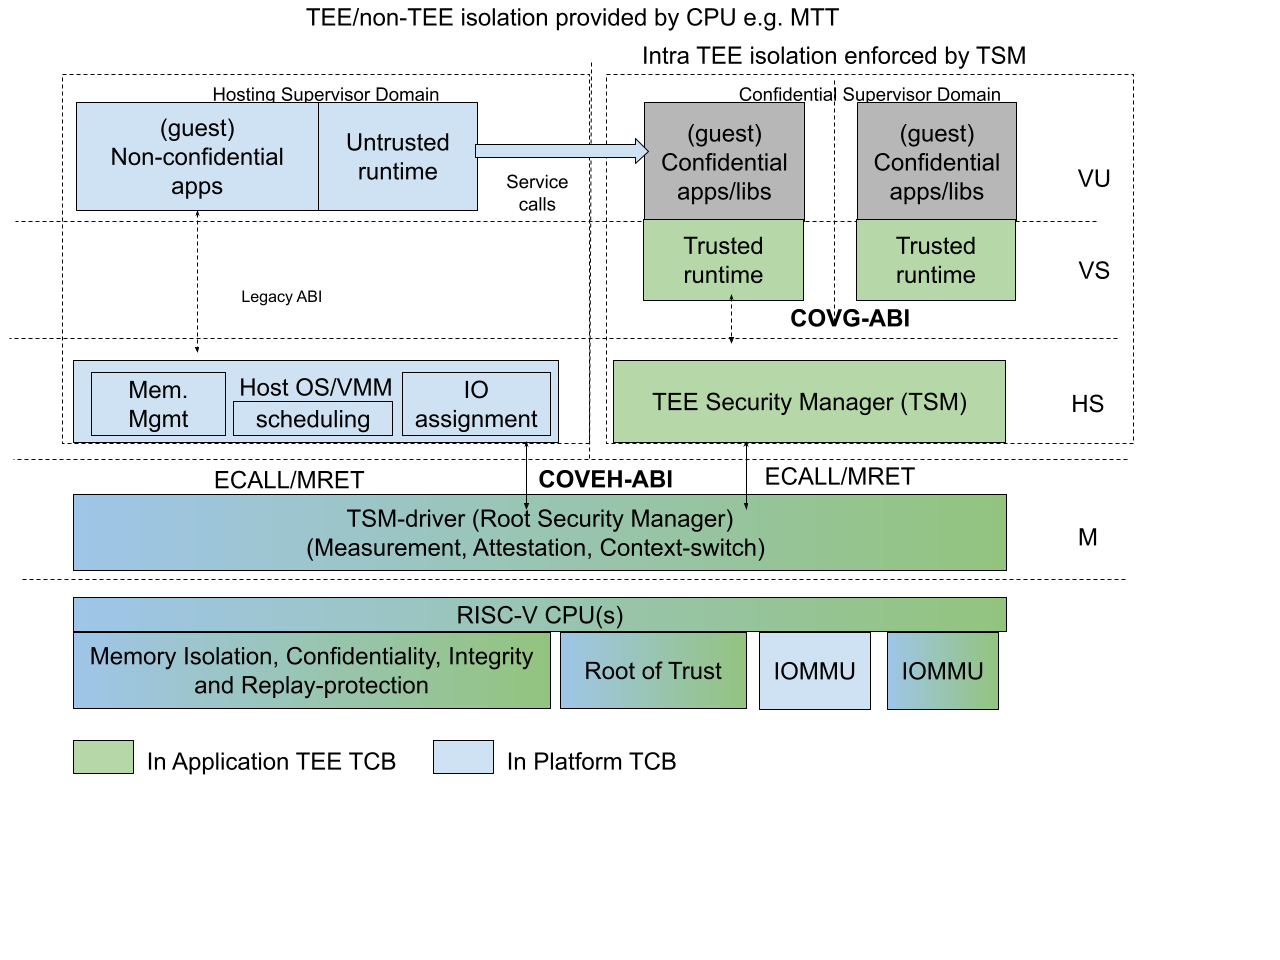 TEE/non-TEE isolation provided by CPU e.g. MTT
Intra TEE isolation enforced by TSM
Hosting Supervisor Domain
Confidential Supervisor Domain
(guest)
Non-confidential
apps
Untrusted
runtime
Service
calls
(guest)
Confidential
apps/libs
(guest)
Confidential
apps/libs
VU
Trusted
runtime
Trusted
runtime
VS
Legacy ABI
COVG-ABI
Mem.
Mgmt
Host OS/VMM
scheduling
IO
assignment
TEE Security Manager (TSM)
HS
ECALL/MRET
COVEH-ABI
ECALL/MRET
TSM-driver (Root Security Manager)
(Measurement, Attestation, Context-switch)
M
RISC-V CPU(s)
Memory Isolation, Confidentiality, Integrity
and Replay-protection
Root of Trust
IOMMU
IOMMU
In Application TEE TCB
In Platform TCB